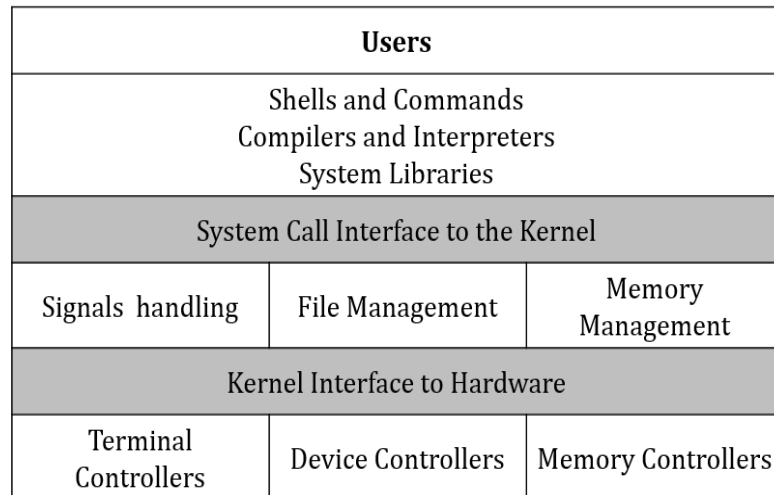 Users
Shells and Commands
Compilers and Interpreters
System Libraries
System Call Interface to the Kernel
Signals handling
File Management
Memory
Management
Kernel Interface to Hardware
Terminal
Controllers
Device Controllers
Memory Controllers